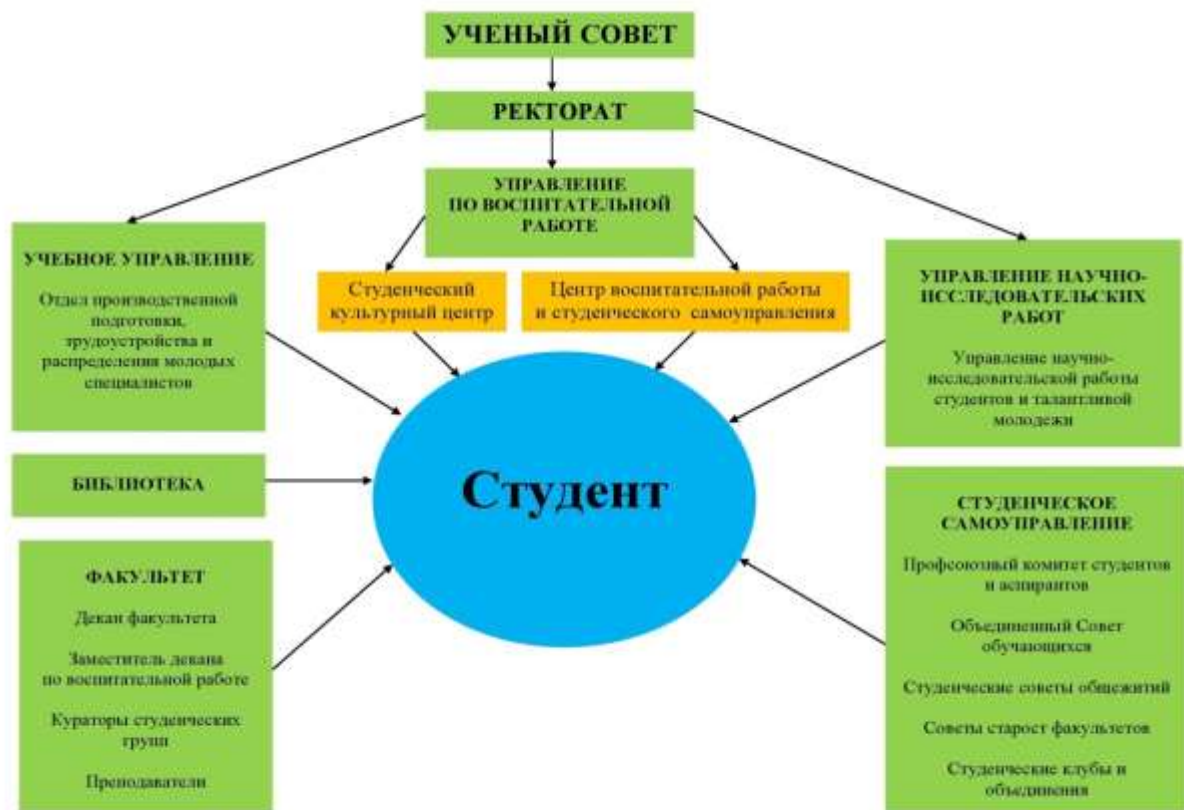 УЧЕНЫЙ СОВЕТ
РЕКТОРАТ
УПРАВЛЕНИЕ
ПО ВОСПИТАТЕЛЬНОЙ
РАБОТЕ
УЧЕБНОЕ УПРАВЛЕНИЕ
Отдел производственной
подготовки,
трудоустройства и
распределения молодых
специалистов
Студенческий
культурный центр
Центр воспитательной работы
и студенческого самоуправления
УПРАВЛЕНИЕ НАУЧНО-
ИССЛЕДОВАТЕЛЬСКИХ
РАБОТ
Управление научно-
исследовательской работы
студентов и талантливой
молодежи
Студент
БИБЛИОТЕКА
ФАКУЛЬТЕТ
Декан факультета
Заместитель декана
по воспитательной работе
Кураторы студенческих
групп
Преподаватели
СТУДЕНЧЕСКОЕ
САМОУПРАВЛЕНИЕ
Профсоюзный комитет студентов
и аспирантов
Объединенный Совет
обучающихся
Студенческие советы общежитий
Советы старост факультетов
Студенческие клубы и
объединения